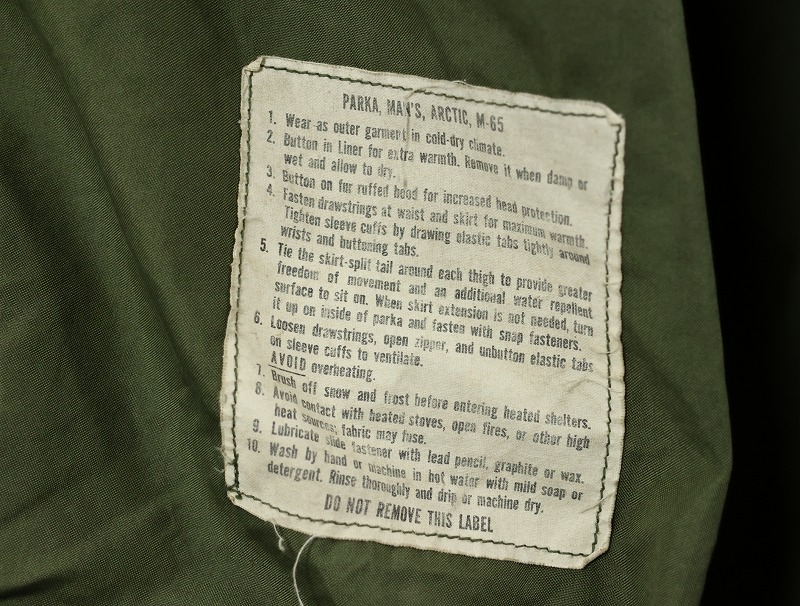 PARKA, MAN'S, ARCTIC, M-65
1. Wear as outer garment in cold-dry climate.
2. Button in Liner for extra warmth. Remove it when damp or
wet and allow to dry.
3. Button on fur ruffed hood for increased head protection.
4. Fasten drawstrings at waist and skirt for maximum warmth.
Tighten sleeve cuffs by drawing elastic tabs tightly around
wrists and buttoning tabs.
5. Tie the skirt-split tail around each thigh to provide greater
freedom of movement and an additional water repellent
surface to sit on. When skirt extension is not needed, turn
it up on inside of parka and fasten with snap fasteners.
6. Loosen drawstrings, open zipper, and unbutton elastic tabs
on sleeve cuffs to ventilate.
AVOID overheating.
7. Brush off snow and frost before entering heated shelters.
8. Avoid contact with heated stoves, open fires, or other high
heat sources; fabric may fuse.
9. Lubricate slide fastener with lead pencil, graphite or wax.
10. Wash by hand or machine in hot water with mild soap or
detergent. Rinse thoroughly and drip or machine dry.
DO NOT REMOVE THIS LABEL